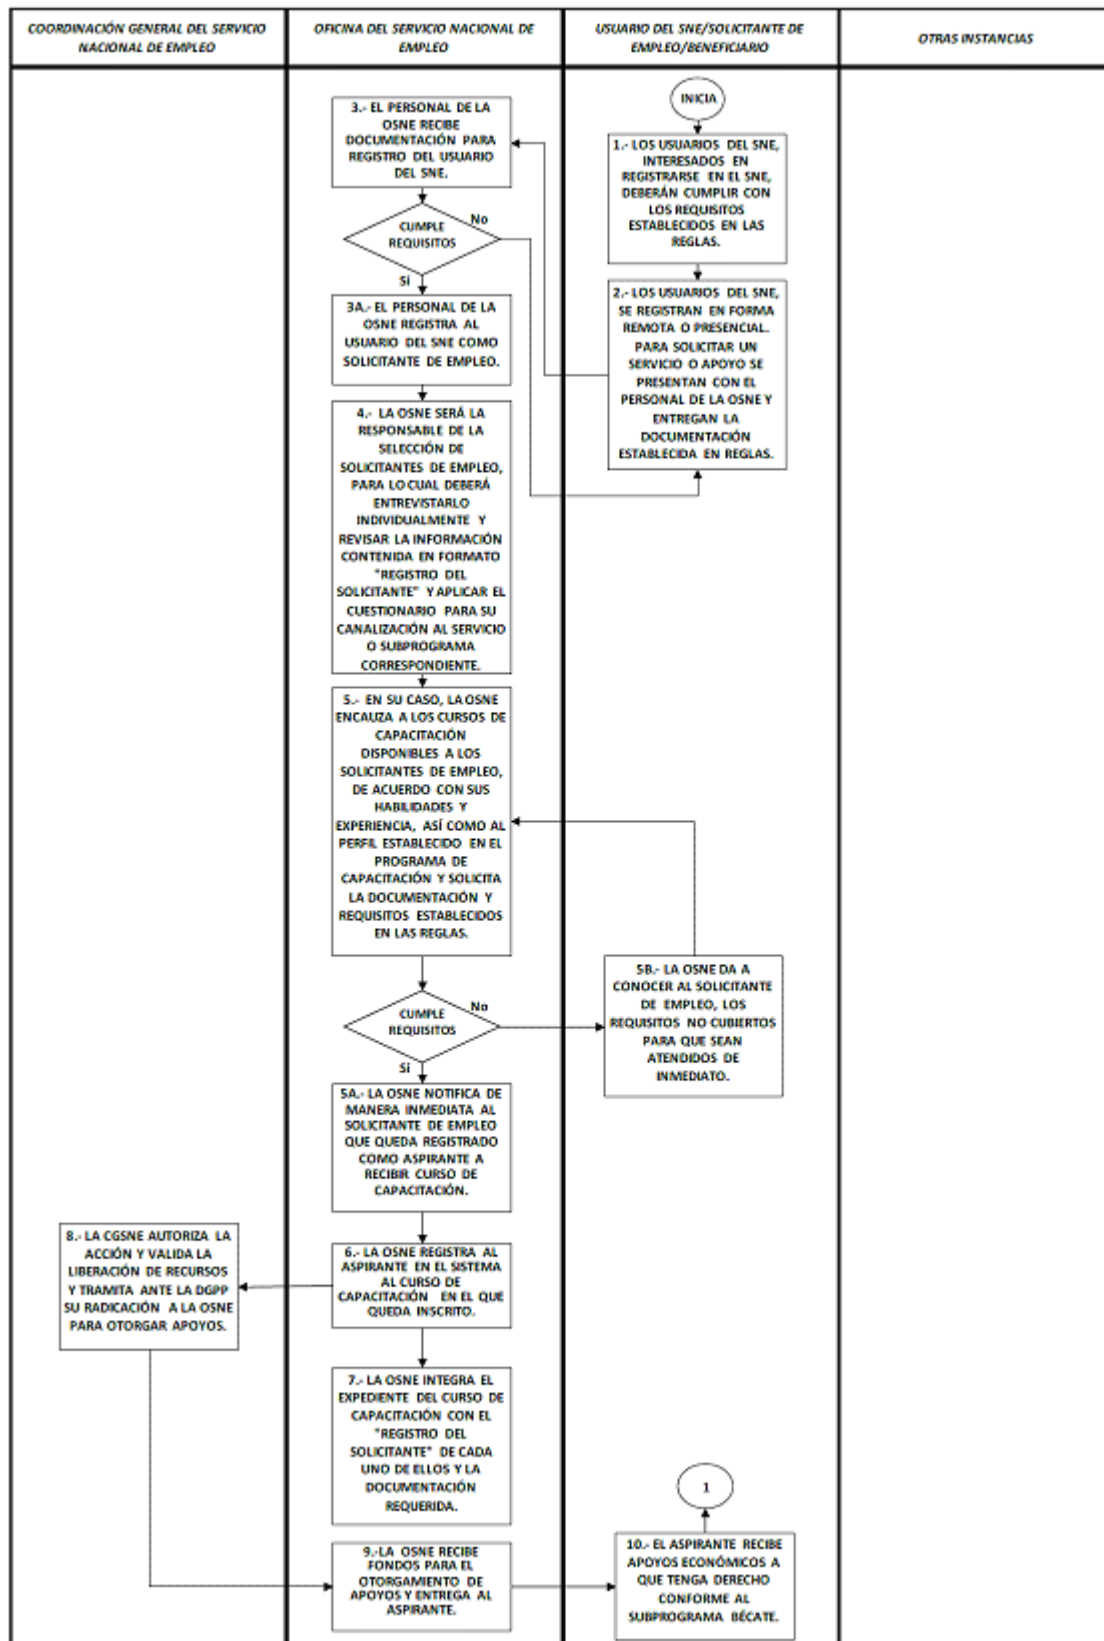 COORDINACIÓN GENERAL DEL SERVICIO
NACIONAL DE EMPLEO
OFICINA DEL SERVICIO NACIONAL DE
EMPLEO
USUARIO DEL SNE/SOLICITANTE DE
EMPLEO/BENEFICIARIO
OTRAS INSTANCIAS
INICIA
1.- LOS USUARIOS DEL SNE,
INTERESADOS EN
REGISTRARSE EN EL SNE,
DEBERÁN CUMPLIR CON
LOS REQUISITOS
ESTABLECIDOS EN LAS
REGLAS.
2.- LOS USUARIOS DEL SNE,
SE REGISTRAN EN FORMA
REMOTA O PRESENCIAL.
PARA SOLICITAR UN
SERVICIO O APOYO SE
PRESENTAN CON EL
PERSONAL DE LA OSNE Y
ENTREGAN LA
DOCUMENTACIÓN
ESTABLECIDA EN REGLAS.
3.- EL PERSONAL DE LA
OSNE RECIBE
DOCUMENTACIÓN PARA
REGISTRO DEL USUARIO
DEL SNE.
CUMPLE
REQUISITOS
No
Sí
3A.- EL PERSONAL DE LA
OSNE REGISTRA AL
USUARIO DEL SNE COMO
SOLICITANTE DE EMPLEO.
4.- LA OSNE SERÁ LA
RESPONSABLE DE LA
SELECCIÓN DE
SOLICITANTES DE EMPLEO,
PARA LO CUAL DEBERÁ
ENTREVISTARLO
INDIVIDUALMENTE Y
REVISAR LA INFORMACIÓN
CONTENIDA EN FORMATO
"REGISTRO DEL
SOLICITANTE" Y APLICAR EL
CUESTIONARIO PARA SU
CANALIZACIÓN AL SERVICIO
O SUBPROGRAMA
CORRESPONDIENTE.
5.- EN SU CASO, LA OSNE
ENCAUZA A LOS CURSOS DE
CAPACITACIÓN
DISPONIBLES A LOS
SOLICITANTES DE EMPLEO,
DE ACUERDO CON SUS
HABILIDADES Y
EXPERIENCIA, ASÍ COMO AL
PERFIL ESTABLECIDO EN EL
PROGRAMA DE
CAPACITACIÓN Y SOLICITA
LA DOCUMENTACIÓN Y
REQUISITOS ESTABLECIDOS
EN LAS REGLAS.
CUMPLE
REQUISITOS
No
Sí
5B.- LA OSNE DA A
CONOCER AL SOLICITANTE
DE EMPLEO, LOS
REQUISITOS NO CUBIERTOS
PARA QUE SEAN
ATENDIDOS DE
INMEDIATO.
5A.- LA OSNE NOTIFICA DE
MANERA INMEDIATA AL
SOLICITANTE DE EMPLEO
QUE QUEDA REGISTRADO
COMO ASPIRANTE A
RECIBIR CURSO DE
CAPACITACIÓN.
6.- LA OSNE REGISTRA AL
ASPIRANTE EN EL SISTEMA
AL CURSO DE
CAPACITACIÓN EN EL QUE
QUEDA INSCRITO.
8.- LA CGSNE AUTORIZA LA
ACCIÓN Y VALIDA LA
LIBERACIÓN DE RECURSOS
Y TRAMITA ANTE LA DGPP
SU RADICACIÓN A LA OSNE
PARA OTORGAR APOYOS.
7.- LA OSNE INTEGRA EL
EXPEDIENTE DEL CURSO DE
CAPACITACIÓN CON EL
"REGISTRO DEL
SOLICITANTE" DE CADA
UNO DE ELLOS Y LA
DOCUMENTACIÓN
REQUERIDA.
9.-LA OSNE RECIBE
FONDOS PARA EL
OTORGAMIENTO DE
APOYOS Y ENTREGA AL
ASPIRANTE.
10.- EL ASPIRANTE RECIBE
APOYOS ECONÓMICOS A
QUE TENGA DERECHO
CONFORME AL
SUBPROGRAMA BÉCATE.
1